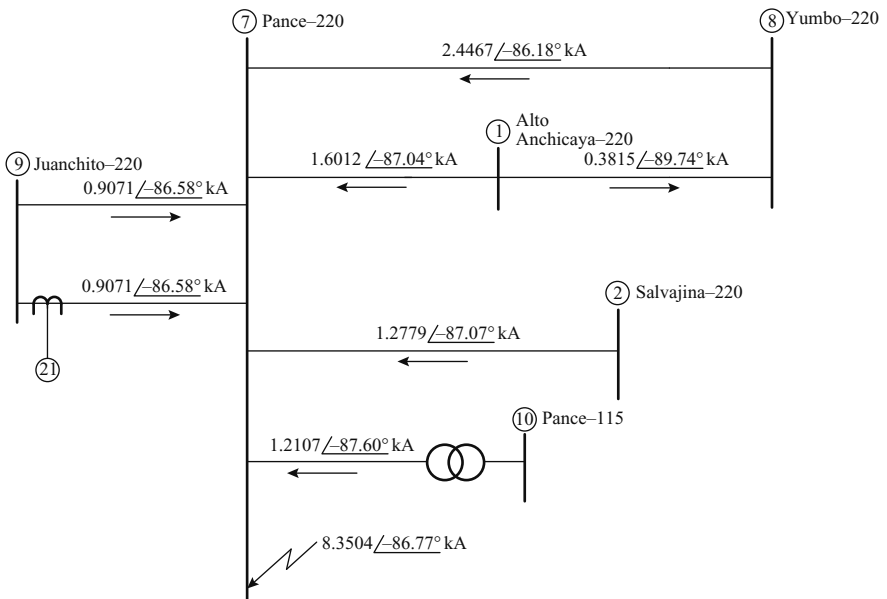 7 Pance–220
8 Yumbo–220
2.4467/–86.18° kA
1 Alto
Anchicaya–220
9 Juanchito–220
1.6012 /–87.04° kA
0.3815/–89.74° kA
0.9071/–86.58° kA
0.9071/–86.58° kA
2 Salvajina–220
1.2779/–87.07° kA
21
10 Pance–115
1.2107/–87.60° kA
8.3504/–86.77° kA